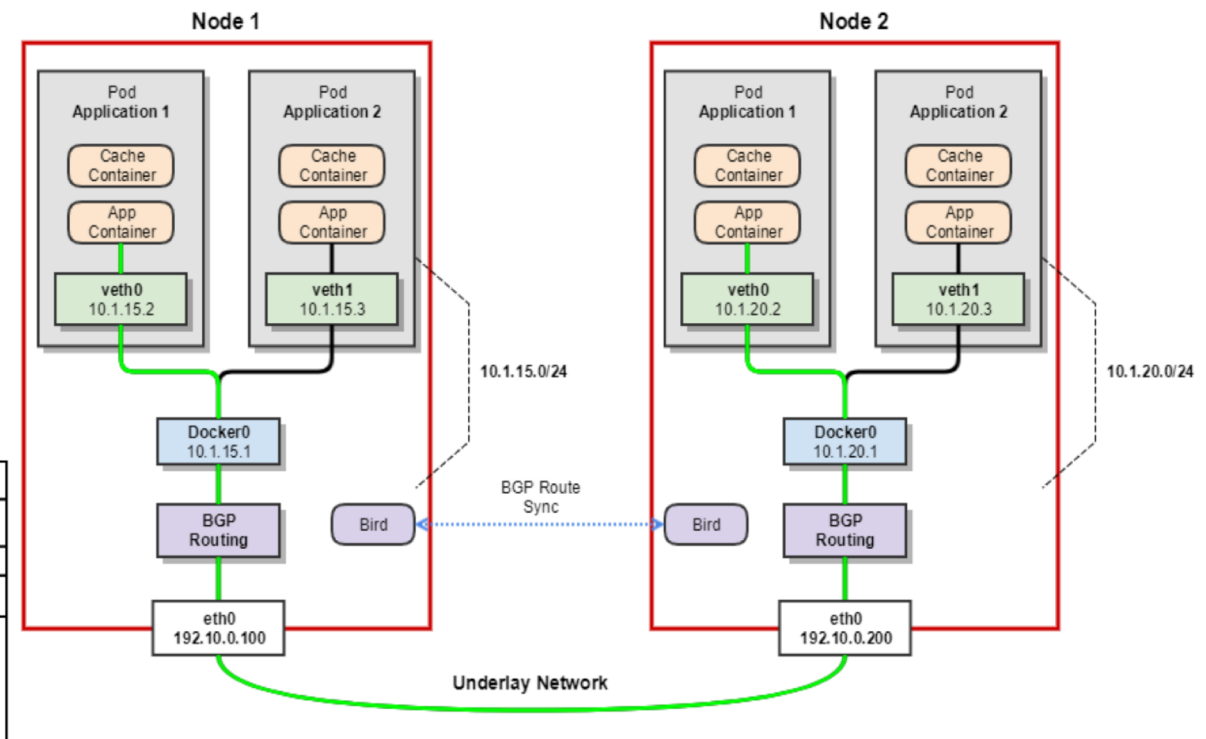 Node 1
Node 2
Pod
Application 1
Cache
Container
App
Container
veth0
10.1.15.2
Pod
Application 2
Cache
Container
App
Container
veth1
10.1.15.3
10.1.15.0/24
Docker0
10.1.15.1
BGP
Routing
Bird
eth0
192.10.0.100
BGP Route
Sync
Pod
Application 1
Cache
Container
App
Container
veth0
10.1.20.2
Pod
Application 2
Cache
Container
App
Container
veth1
10.1.20.3
10.1.20.0/24
Docker0
10.1.20.1
Bird
BGP
Routing
eth0
192.10.0.200
Underlay Network